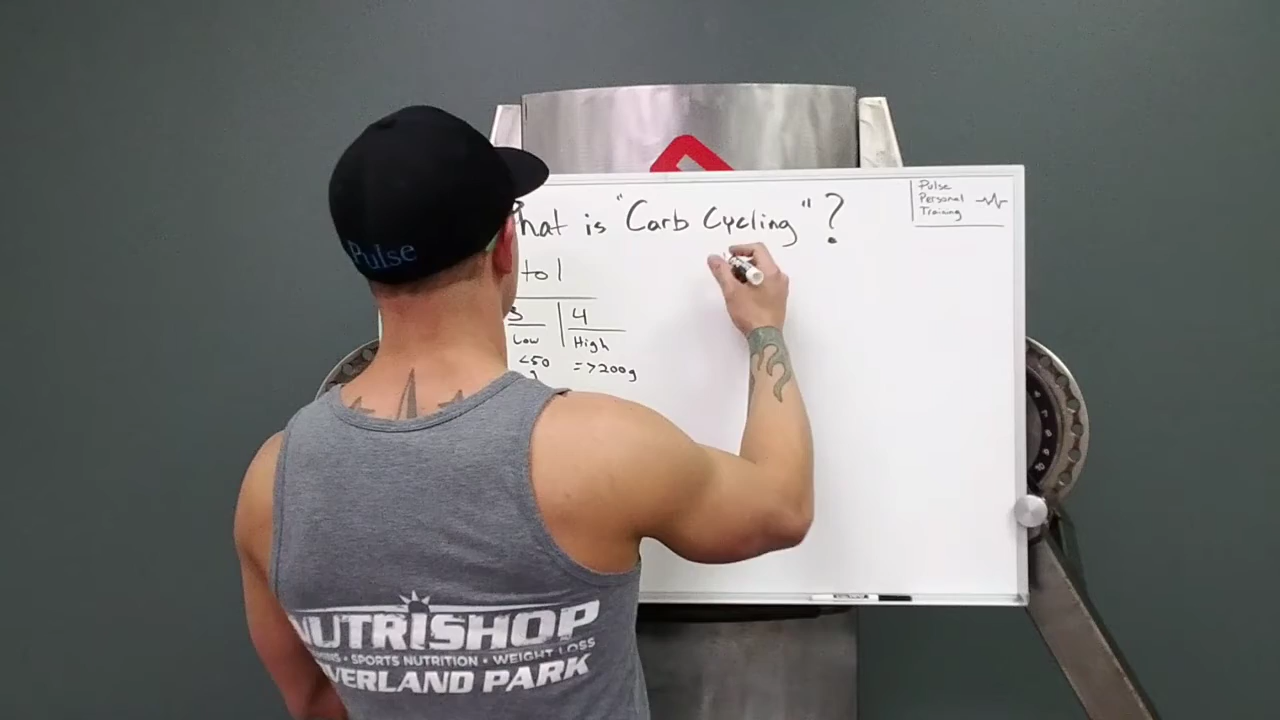 What is "Carb Cycling"?
Pulse
Personal
Training
to 1
3 4
Low High
<50 =>200g
g
Pulse
NUTRISHOP
• SPORTS NUTRITION • WEIGHT LOSS
OVERLAND PARK